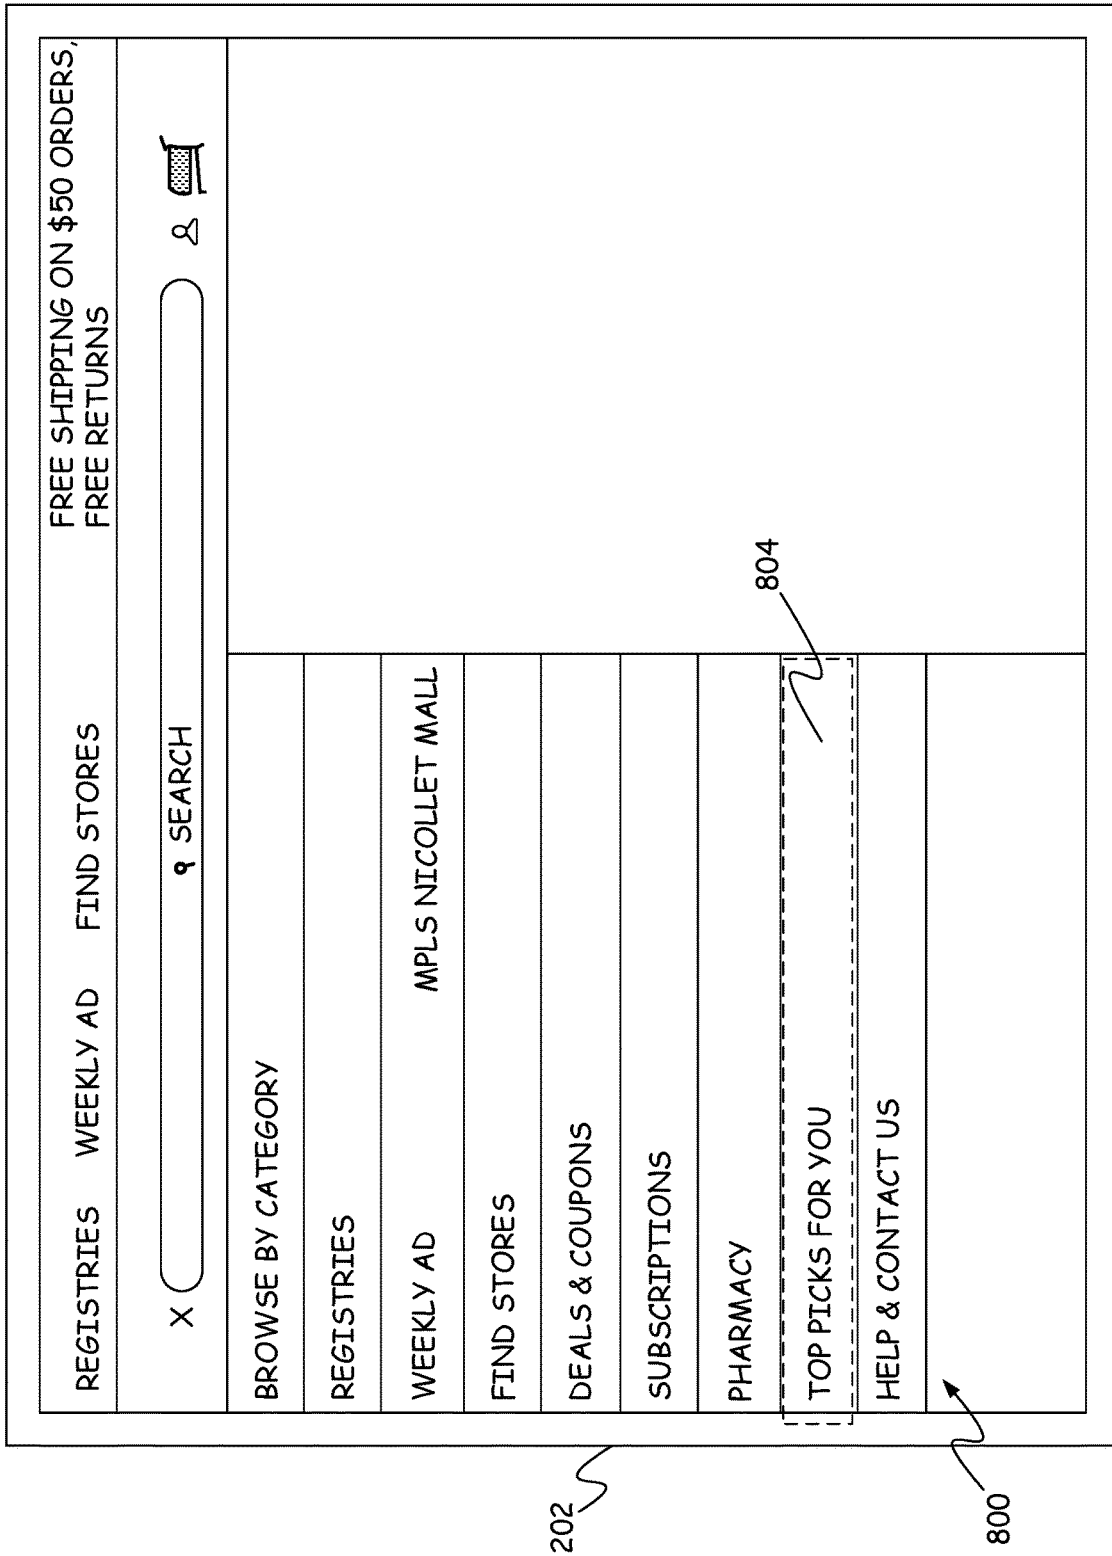 REGISTRIES WEEKLY AD FIND STORES FREE SHIPPING ON $50 ORDERS,
FREE RETURNS
X SEARCH
BROWSE BY CATEGORY
REGISTRIES
WEEKLY AD MPLS NICOLLET MALL
FIND STORES
DEALS & COUPONS
SUBSCRIPTIONS
PHARMACY
TOP PICKS FOR YOU
HELP & CONTACT US
804
202
800